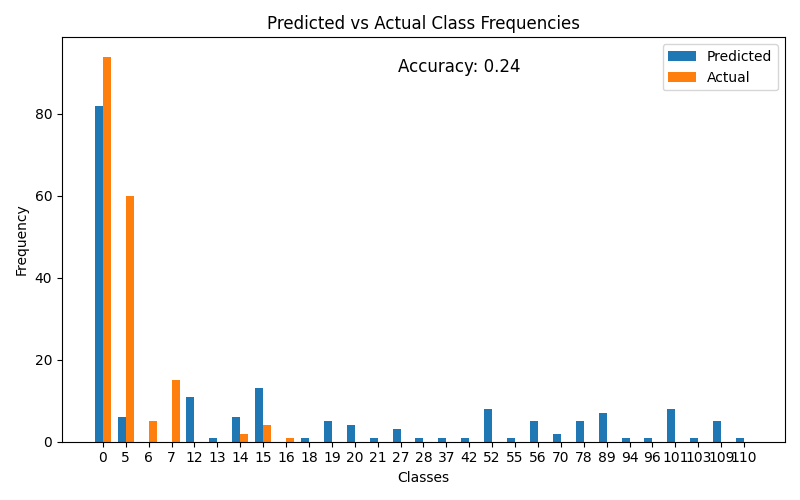 Predicted vs Actual Class Frequencies
Accuracy: 0.24
Predicted
Actual
Frequency
80
60
40
20
0
0 5 6 7 12 13 14 15 16 18 19 20 21 27 28 37 42 52 55 56 70 78 89 94 96 101 103 109 110
Classes